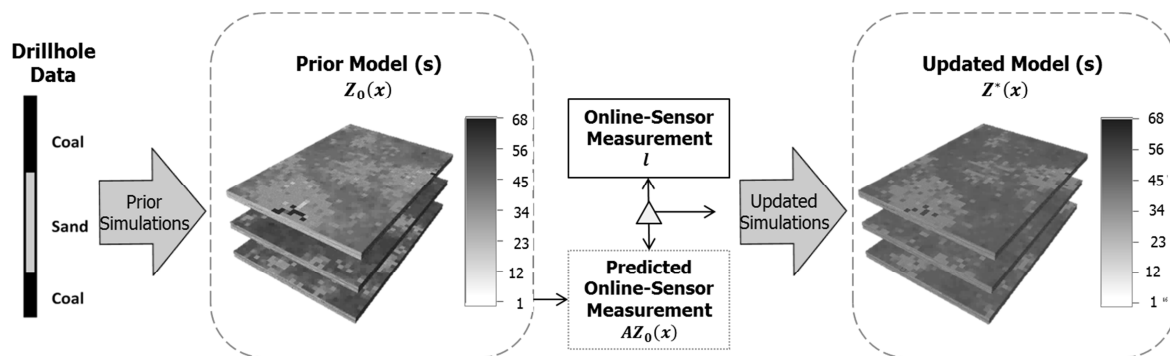 Drillhole
Data
Coal
Sand
Coal
Prior
Simulations
Prior Model (s)
Z₀(x)
68
56
45
34
23
12
1
Online-Sensor
Measurement
l
Predicted
Online-Sensor
Measurement
AZ₀(x)
Updated
Simulations
Updated Model (s)
Z*(x)
68
56
45
34
23
12
1 "